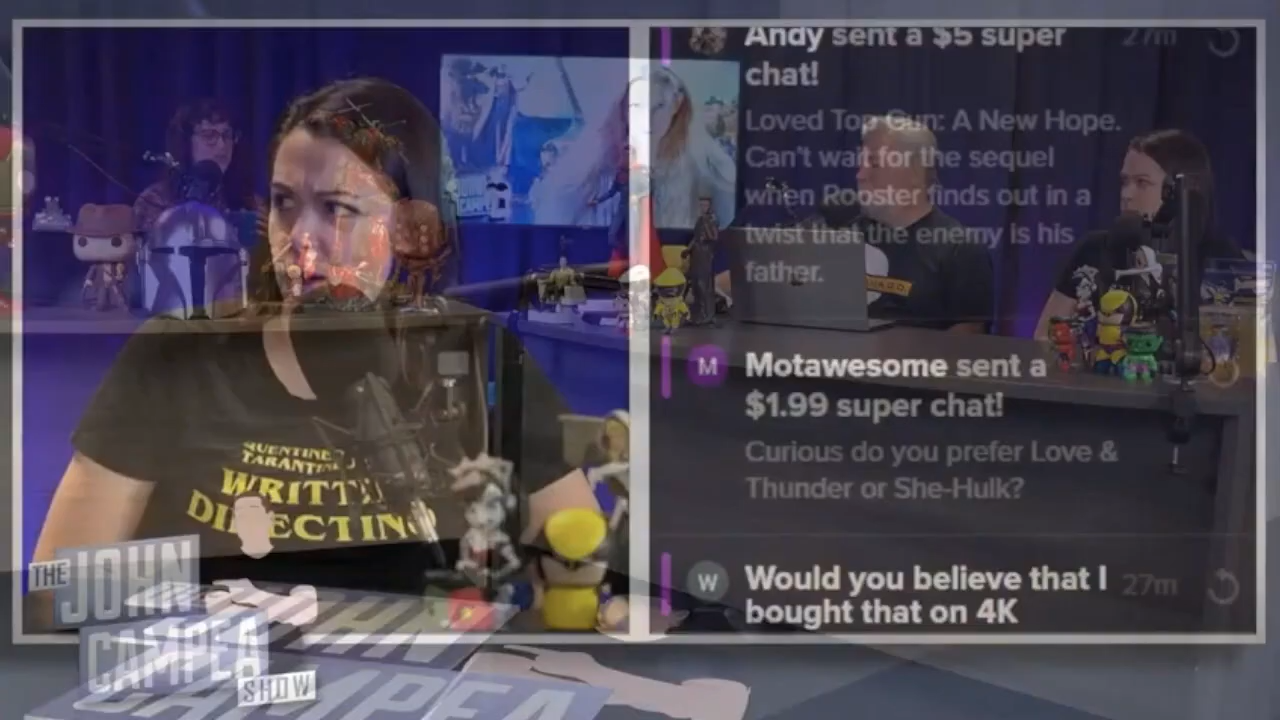 Andy sent a $5 super
chat!
27m
Loved Top Gun: A New Hope.
Can't wait for the sequel
when Rooster finds out in a
twist that the enemy is his
father.
M
Motawesome sent a
$1.99 super chat!
Curious do you prefer Love &
Thunder or She-Hulk?
W
Would you believe that I
bought that on 4K
27m
QUENTIN
TARANTINO
DIRECTING
THE
JOHN
CAMPEA
SHOW
CAMPEA